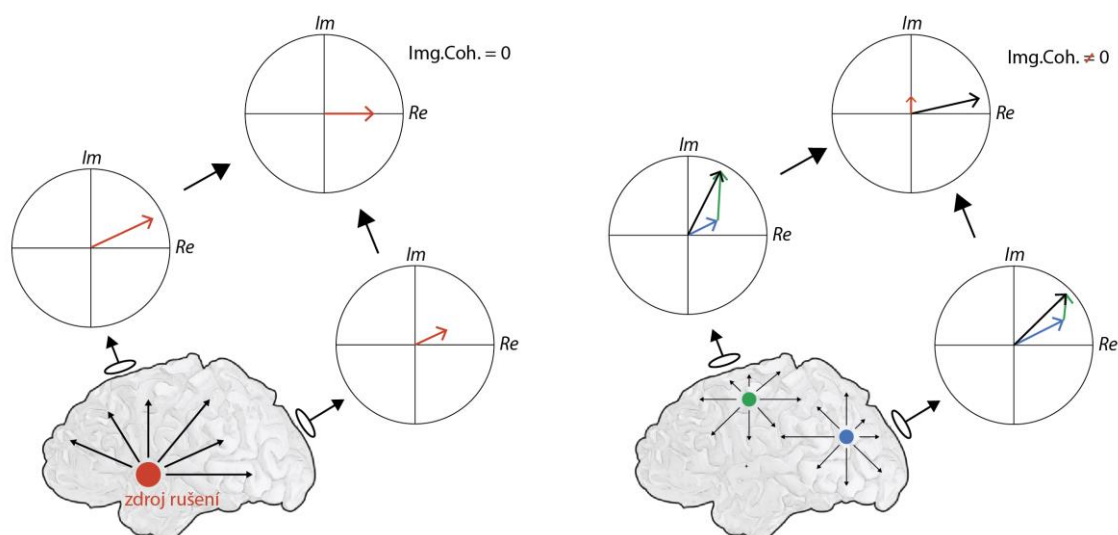 Im
Img.Coh. = 0
Re
Im
Re
Im
Re
zdroj rušení
Im
Img.Coh. ≠ 0
Re
Im
Re
Im
Re